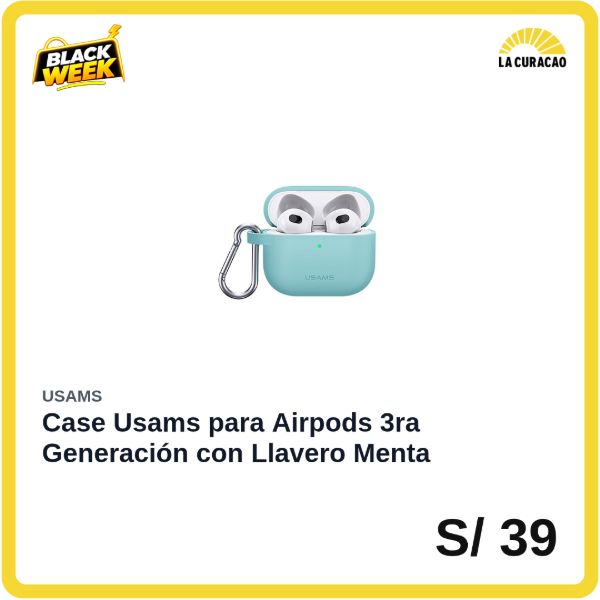 BLACK
WEEK
LA CURACAO
USAMS
USAMS
Case Usams para Airpods 3ra
Generación con Llavero Menta
S/ 39